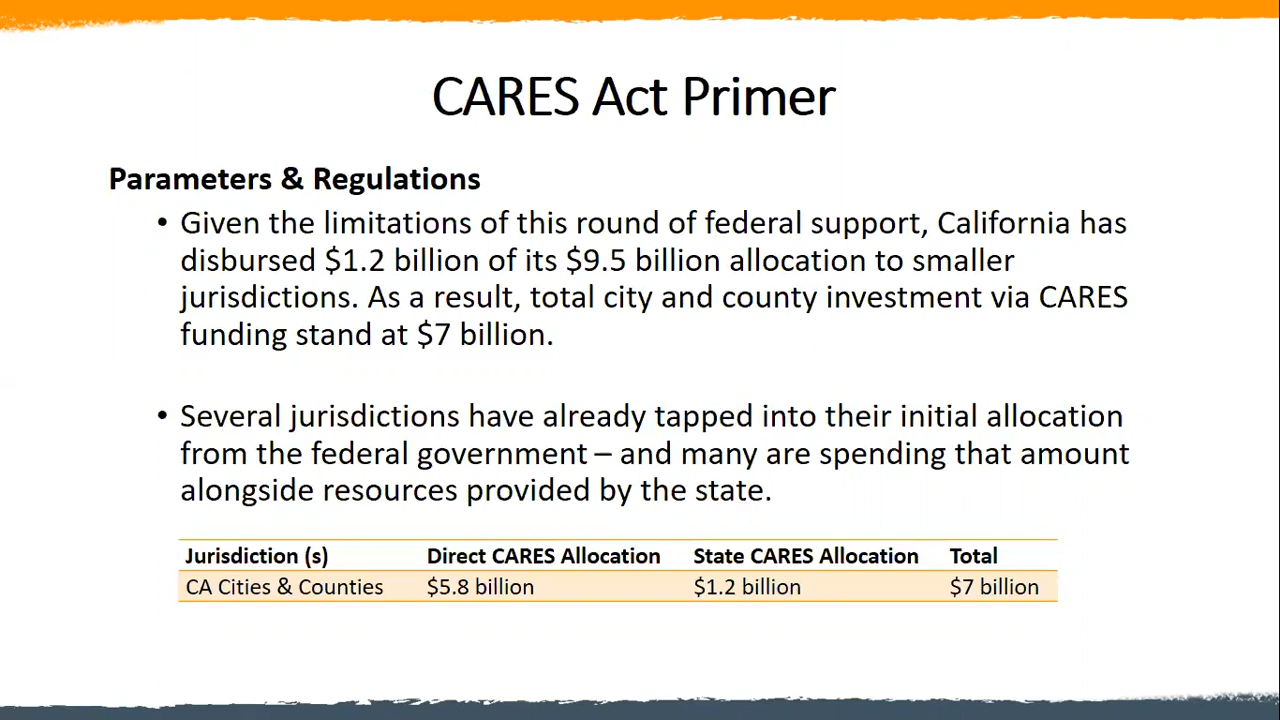 CARES Act Primer
Parameters & Regulations
• Given the limitations of this round of federal support, California has
disbursed $1.2 billion of its $9.5 billion allocation to smaller
jurisdictions. As a result, total city and county investment via CARES
funding stand at $7 billion.
• Several jurisdictions have already tapped into their initial allocation
from the federal government – and many are spending that amount
alongside resources provided by the state.
Jurisdiction (s) Direct CARES Allocation State CARES Allocation Total
CA Cities & Counties $5.8 billion $1.2 billion $7 billion